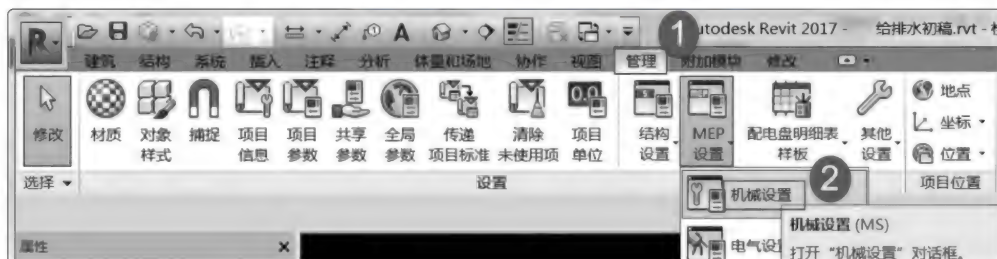 1
Autodesk Revit 2017 - 给排水初稿.rvt -
建筑 结构 系统 插入 注释 分析 体量和场地 协作 视图 管理 附加模块 修改
修改 材质 对象 捕捉 项目 项目 共享 全局 传递 清除 项目 结构 MEP 配电盘明细表 其他 地点
样式 信息 参数 参数 参数 项目标准 未使用项 单位 设置 设置 样板 设置 坐标
位置
选择 设置 项目位置
机械设置 2
机械设置 (MS)
属性 电气设
打开“机械设置”对话框。